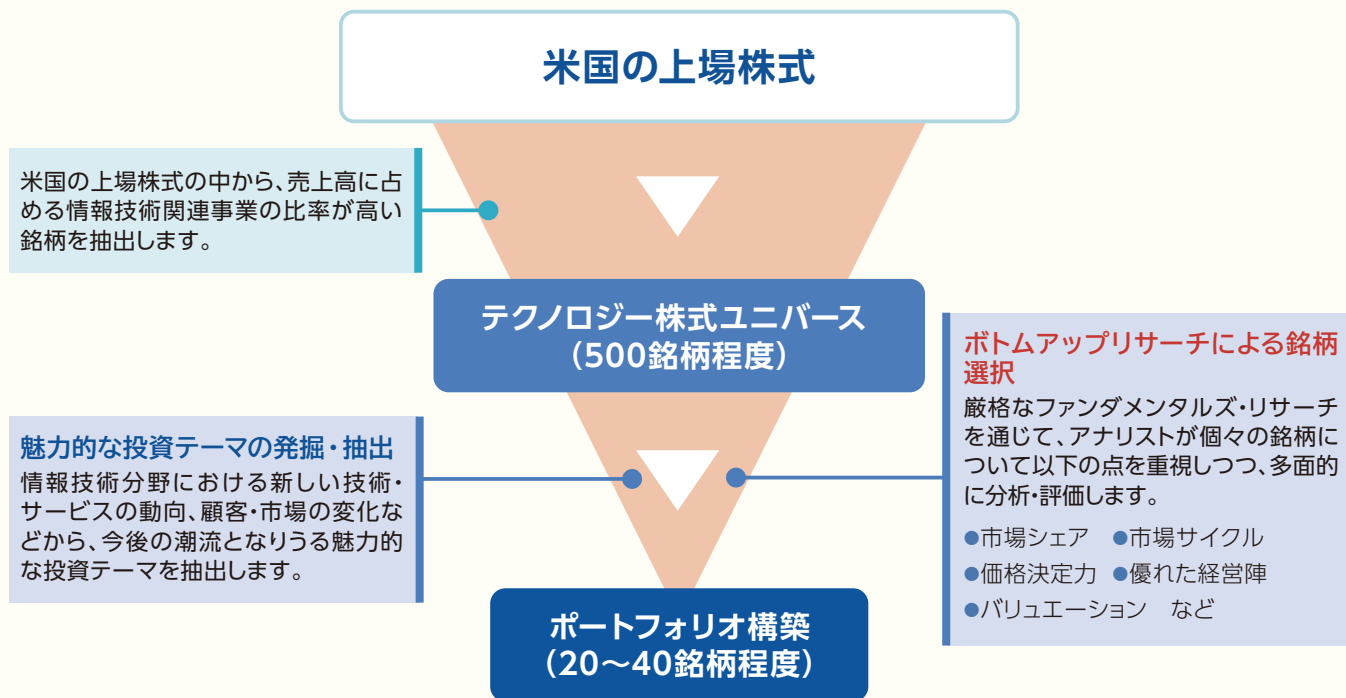 米国の上場株式
米国の上場株式の中から、売上高に占
める情報技術関連事業の比率が高い
銘柄を抽出します。
テクノロジー株式ユニバース
（500銘柄程度）
魅力的な投資テーマの発掘・抽出
情報技術分野における新しい技術・
サービスの動向、顧客・市場の変化な
どから、今後の潮流となりうる魅力的
な投資テーマを抽出します。
ボトムアップリサーチによる銘柄
選択
厳格なファンダメンタルズ・リサーチ
を通じて、アナリストが個々の銘柄に
ついて以下の点を重視しつつ、多面的
に分析・評価します。
●市場シェア　●市場サイクル
●価格決定力　●優れた経営陣
●バリュエーション　など
ポートフォリオ構築
（20～40銘柄程度）